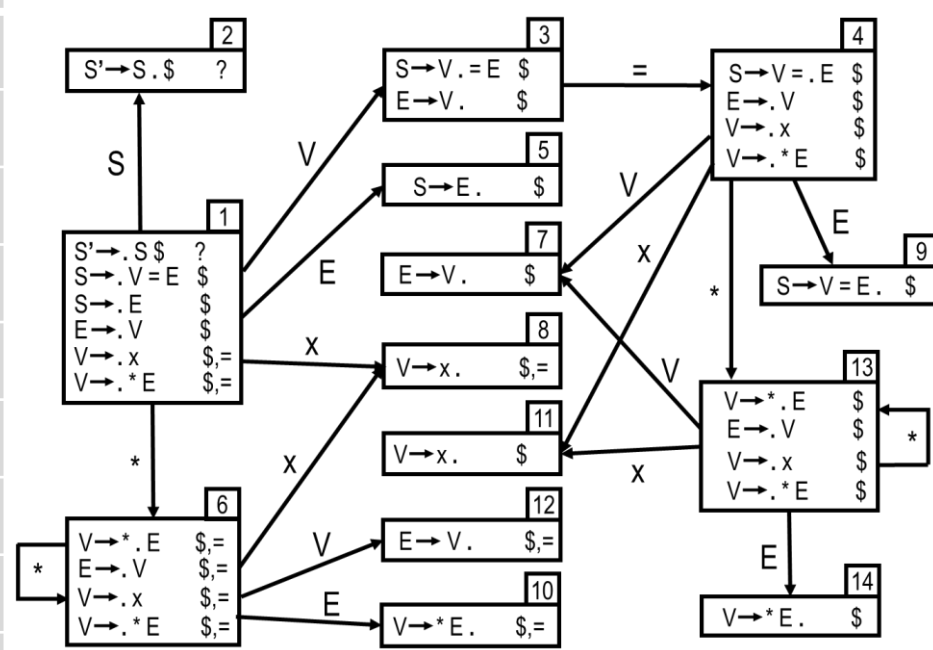 2
S'→S.$ ?
S
1
S'→.S$ ?
S→.V=E $
S→.E $
E→.V $
V→.x $,=
V→.*E $,=
*
6
V→*.E $,=
E→.V $,=
V→.x $,=
V→.*E $,=
*
V
E
x
x
V
E
3
S→V.=E $
E→V. $
5
S→E. $
7
E→V. $
8
V→x. $,=
11
V→x. $
12
E→V. $,=
10
V→*E. $,=
=
4
S→V=.E $
E→.V $
V→.x $
V→.*E $
V
x
*
E
9
S→V=E. $
V
x
13
V→*.E $
E→.V $
V→.x $
V→.*E $
*
E
14
V→*E. $